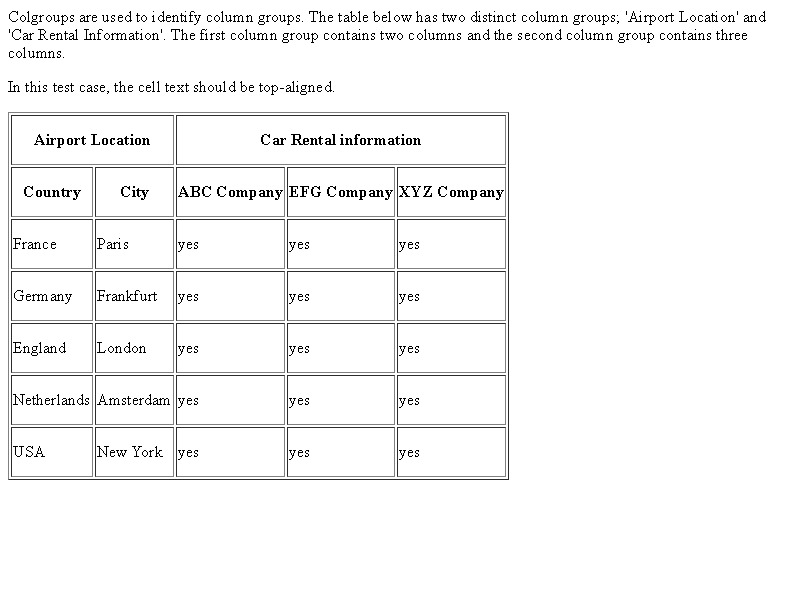 Colgroups are used to identify column groups. The table below has two distinct column groups; 'Airport Location' and
'Car Rental Information'. The first column group contains two columns and the second column group contains three
columns.
In this test case, the cell text should be top-aligned.
Airport Location Car Rental information
Country City ABC Company EFG Company XYZ Company
France Paris yes yes yes
Germany Frankfurt yes yes yes
England London yes yes yes
Netherlands Amsterdam yes yes yes
USA New York yes yes yes